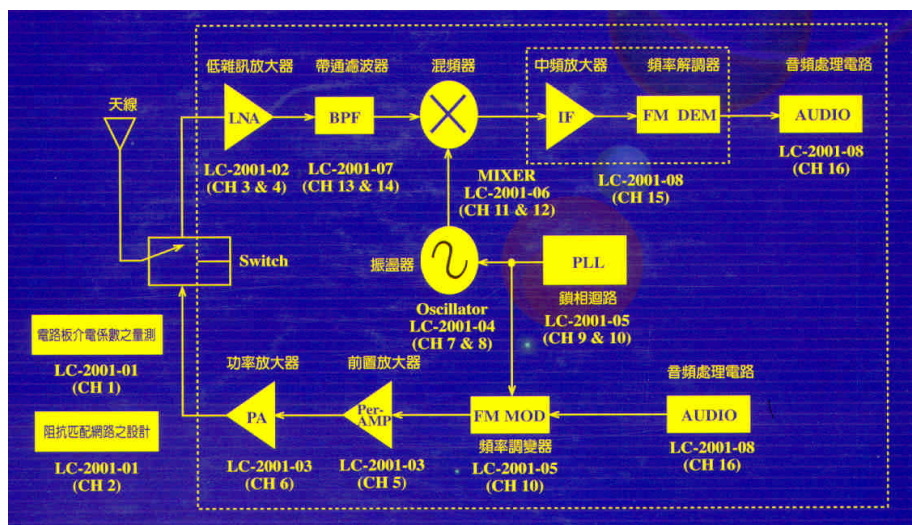 低雜訊放大器
帶通濾波器
混頻器
中頻放大器
頻率解調器
音頻處理電路
天線
LNA
BPF
IF
FM DEM
AUDIO
LC-2001-02
(CH 3 & 4)
LC-2001-07
(CH 13 & 14)
MIXER
LC-2001-06
(CH 11 & 12)
LC-2001-08
(CH 15)
LC-2001-08
(CH 16)
Switch
振盪器
PLL
Oscillator
LC-2001-04
(CH 7 & 8)
鎖相迴路
LC-2001-05
(CH 9 & 10)
電路板介電係數之量測
LC-2001-01
(CH 1)
功率放大器
前置放大器
音頻處理電路
PA
Per-
AMP
FM MOD
AUDIO
阻抗匹配網路之設計
LC-2001-01
(CH 2)
LC-2001-03
(CH 6)
LC-2001-03
(CH 5)
頻率調變器
LC-2001-05
(CH 10)
LC-2001-08
(CH 16)